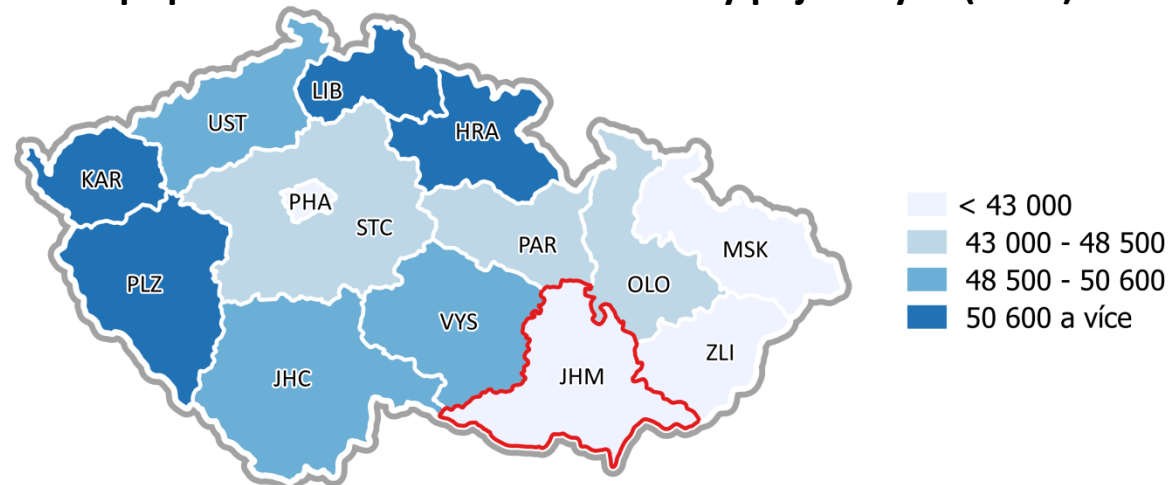 LIB
UST
HRA
KAR
PHA
STC
PAR
MSK
PLZ
OLO
VYS
ZLI
JHC
JHM
< 43 000
43 000 - 48 500
48 500 - 50 600
50 600 a více